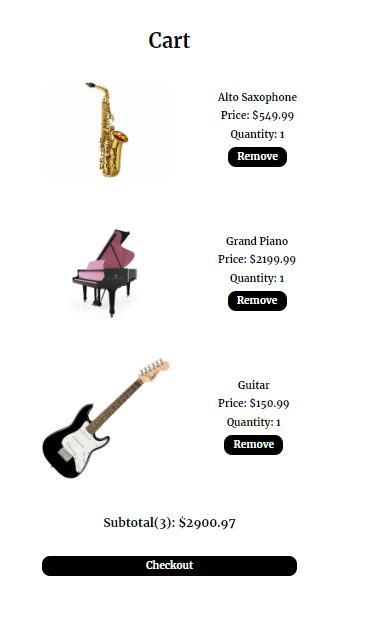 Cart
Alto Saxophone
Price: $549.99
Quantity: 1
Remove
Grand Piano
Price: $2199.99
Quantity: 1
Remove
Guitar
Price: $150.99
Quantity: 1
Remove
Subtotal(3): $2900.97
Checkout